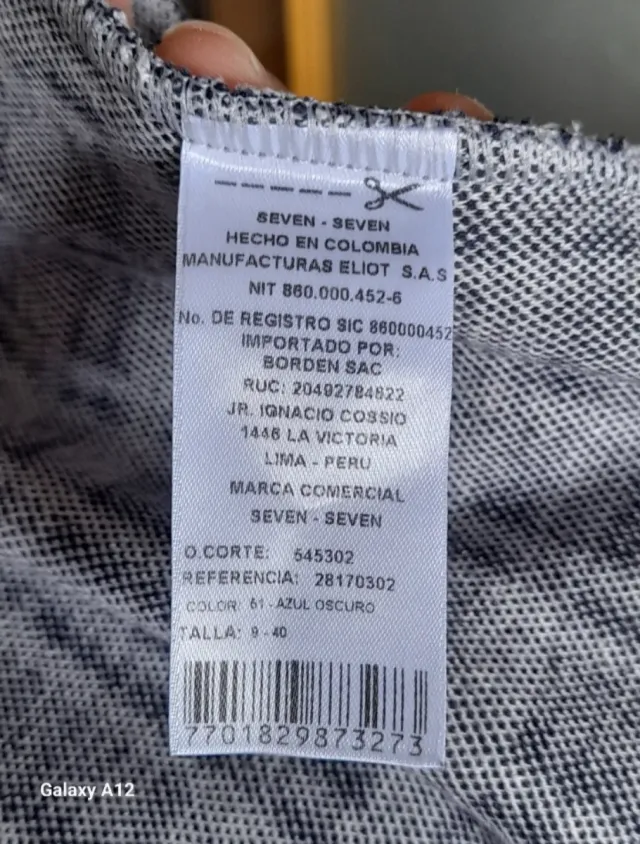 SEVEN - SEVEN
HECHO EN COLOMBIA
MANUFACTURAS ELIOT S.A.S
NIT 860.000.452-6
No. DE REGISTRO SIC 860000452
IMPORTADO POR:
BORDEN SAC
RUC: 20492784622
JR. IGNACIO COSSIO
1446 LA VICTORIA
LIMA - PERU
MARCA COMERCIAL
SEVEN - SEVEN
O.CORTE: 545302
REFERENCIA: 28170302
COLOR: 61 - AZUL OSCURO
TALLA: 9 - 40
7701829873273
Galaxy A12